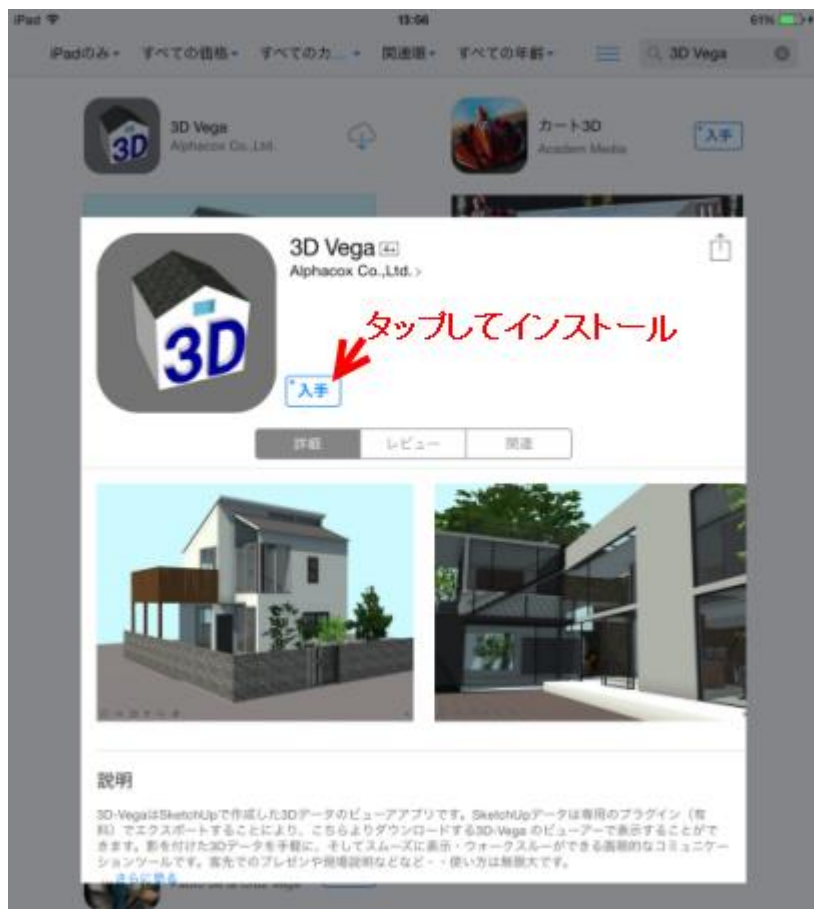 iPad
13:56
61%
iPadのみ
すべての価格
すべてのカ...
関連順
すべての年齢
3D Vega
3D Vega
Alphacox Co.,Ltd.
カート3D
Academ Media
+入手
3D
3D Vega 4+
Alphacox Co.,Ltd. >
タップしてインストール
+入手
3D
詳細
レビュー
関連
説明
3D-VegaはSketchUpで作成した3Dデータのビューアアプリです。SketchUpデータは専用のプラグイン（有
料）でエクスポートすることにより、こちらよりダウンロードする3D-Vega のビューアーで表示することがで
きます。影を付けた3Dデータを手軽に、そしてスムーズに表示・ウォークスルーができる画期的なコミュニケー
ションツールです。客先でのプレゼンや現場説明などなど・・使い方は無限大です。
...さらに見る